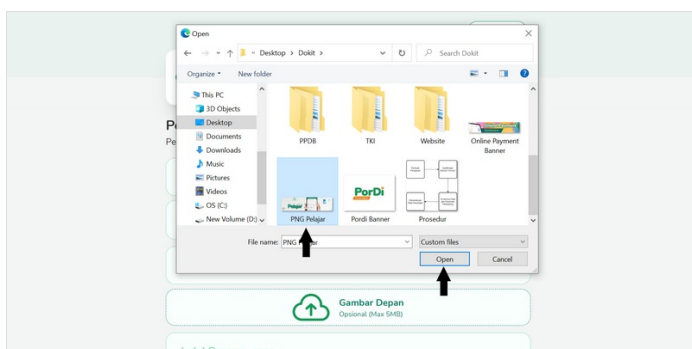 Open
Desktop > Dokit >
Search Dokit
Organize
New folder
This PC
3D Objects
Desktop
Documents
Downloads
Music
Pictures
Videos
OS (C:)
New Volume (D:)
PPDB
TKI
Website
Online Payment Banner
Pelajar
PorDi
PNG Pelajar
Pordi Banner
Prosedur
File name:
PNG
Custom files
Open
Cancel
Gambar Depan
Opsional (Max 5MB)